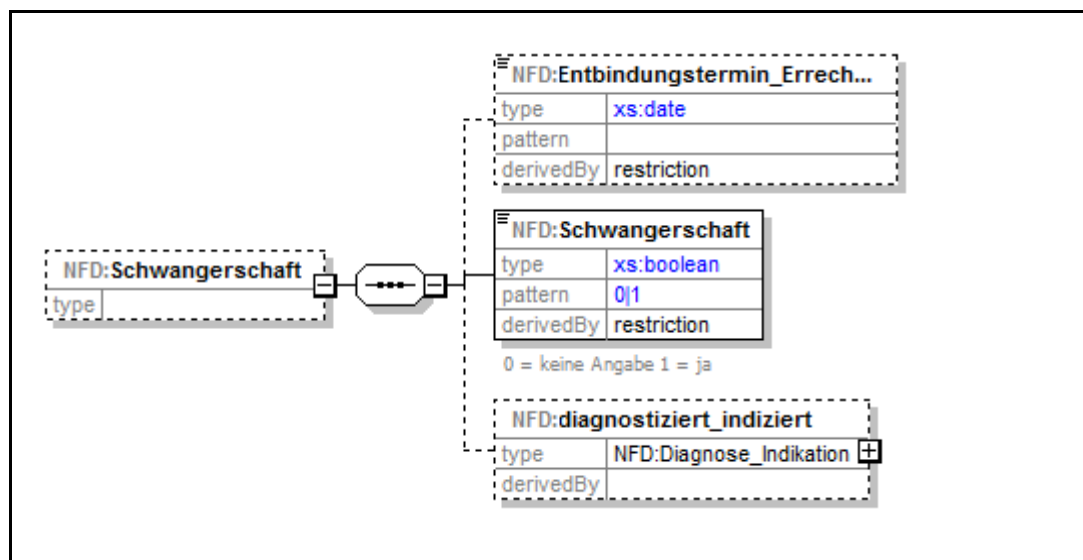 NFD:Entbindungstermin_Errech...
type xs:date
pattern
derivedBy restriction
NFD:Schwangerschaft
type xs:boolean
pattern 0|1
derivedBy restriction
0 = keine Angabe 1 = ja
NFD:Schwangerschaft
type
NFD:diagnostiziert_indiziert
type NFD:Diagnose_Indikation
derivedBy